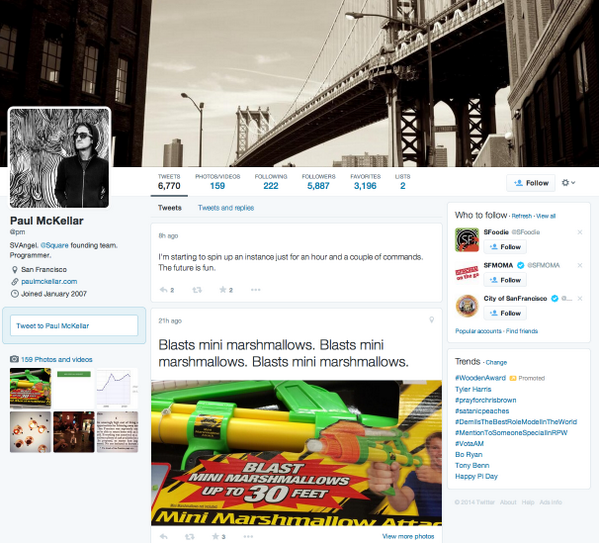 TWEETS
6,770
PHOTOS/VIDEOS
159
FOLLOWING
222
FOLLOWERS
5,887
FAVORITES
3,196
LISTS
2
Follow
Paul McKellar
@pm
SVAngel. @Square founding team.
Programmer.
San Francisco
paulmckellar.com
Joined January 2007
Tweet to Paul McKellar
159 Photos and videos
Tweets
Tweets and replies
8h ago
I'm starting to spin up an instance just for an hour and a couple of commands.
The future is fun.
2
2
21h ago
Blasts mini marshmallows. Blasts mini
marshmallows. Blasts mini marshmallows.
BLAST
MINI MARSHMALLOWS
UP TO 30 FEET
Mini Marshmallow Attac
3
View more photos
Who to follow · Refresh · View all
SFoodie @SFoodie
Follow
SFMOMA @SFMOMA
Follow
City of SanFrancisco @...
Follow
Popular accounts · Find friends
Trends · Change
#WoodenAward Promoted
Tyler Harris
#prayforchrisbrown
#satanicpeaches
#DemiIsTheBestRoleModelInTheWorld
#MentionToSomeoneSpecialInRPW
#VotaAM
Bo Ryan
Tony Benn
Happy Pi Day
© 2014 Twitter About Help Ads Info